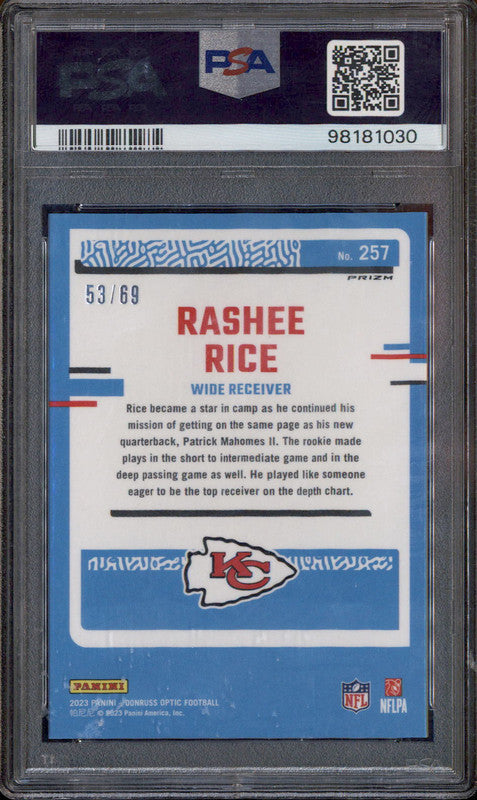 PSA
PSA
98181030
No. 257
PRIZM
53/69
RASHEE
RICE
WIDE RECEIVER
Rice became a star in camp as he continued his
mission of getting on the same page as his new
quarterback, Patrick Mahomes II. The rookie made
plays in the short to intermediate game and in the
deep passing game as well. He played like someone
eager to be the top receiver on the depth chart.
KC
PANINI
2023 PANINI - DONRUSS OPTIC FOOTBALL
帕尼尼 © 2023 Panini America, Inc.
NFL
NFLPA